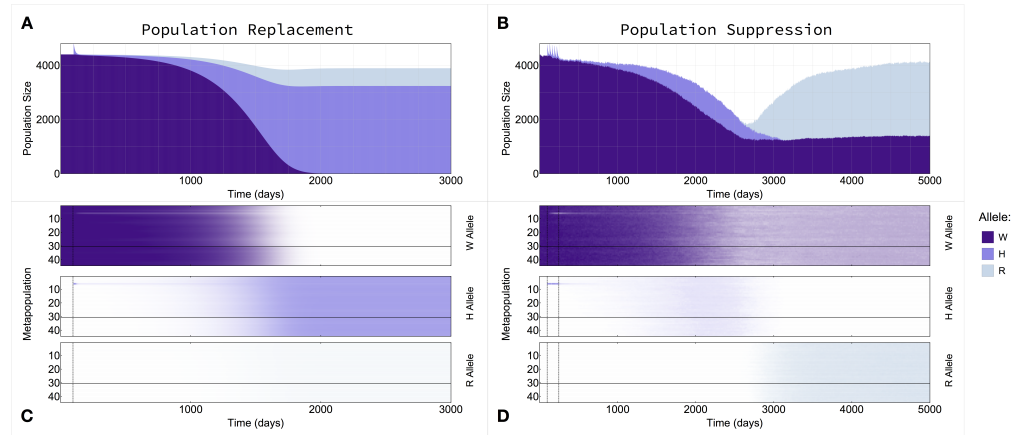 A
Population Replacement
Population Size
4000
2000
0
1000
2000
3000
Time (days)
B
Population Suppression
Population Size
4000
2000
0
1000
2000
3000
4000
5000
Time (days)
Allele:
W
H
R
C
Metapopulation
10
20
30
40
W Allele
10
20
30
40
H Allele
10
20
30
40
R Allele
1000
2000
3000
Time (days)
D
Metapopulation
10
20
30
40
W Allele
10
20
30
40
H Allele
10
20
30
40
R Allele
1000
2000
3000
4000
5000
Time (days)